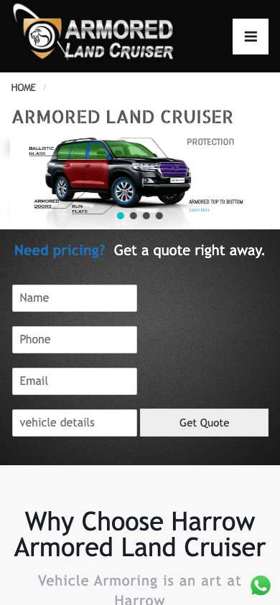 ARMORED
LAND CRUISER
HOME /
ARMORED LAND CRUISER
PROTECTION
BALLISTIC
GLASS
ARMORED
DOORS
RUN
FLATS
ARMORED TOP TO BOTTOM
Learn More
Need pricing? Get a quote right away.
Name
Phone
Email
vehicle details
Get Quote
Why Choose Harrow
Armored Land Cruiser
Vehicle Armoring is an art at
Harrow